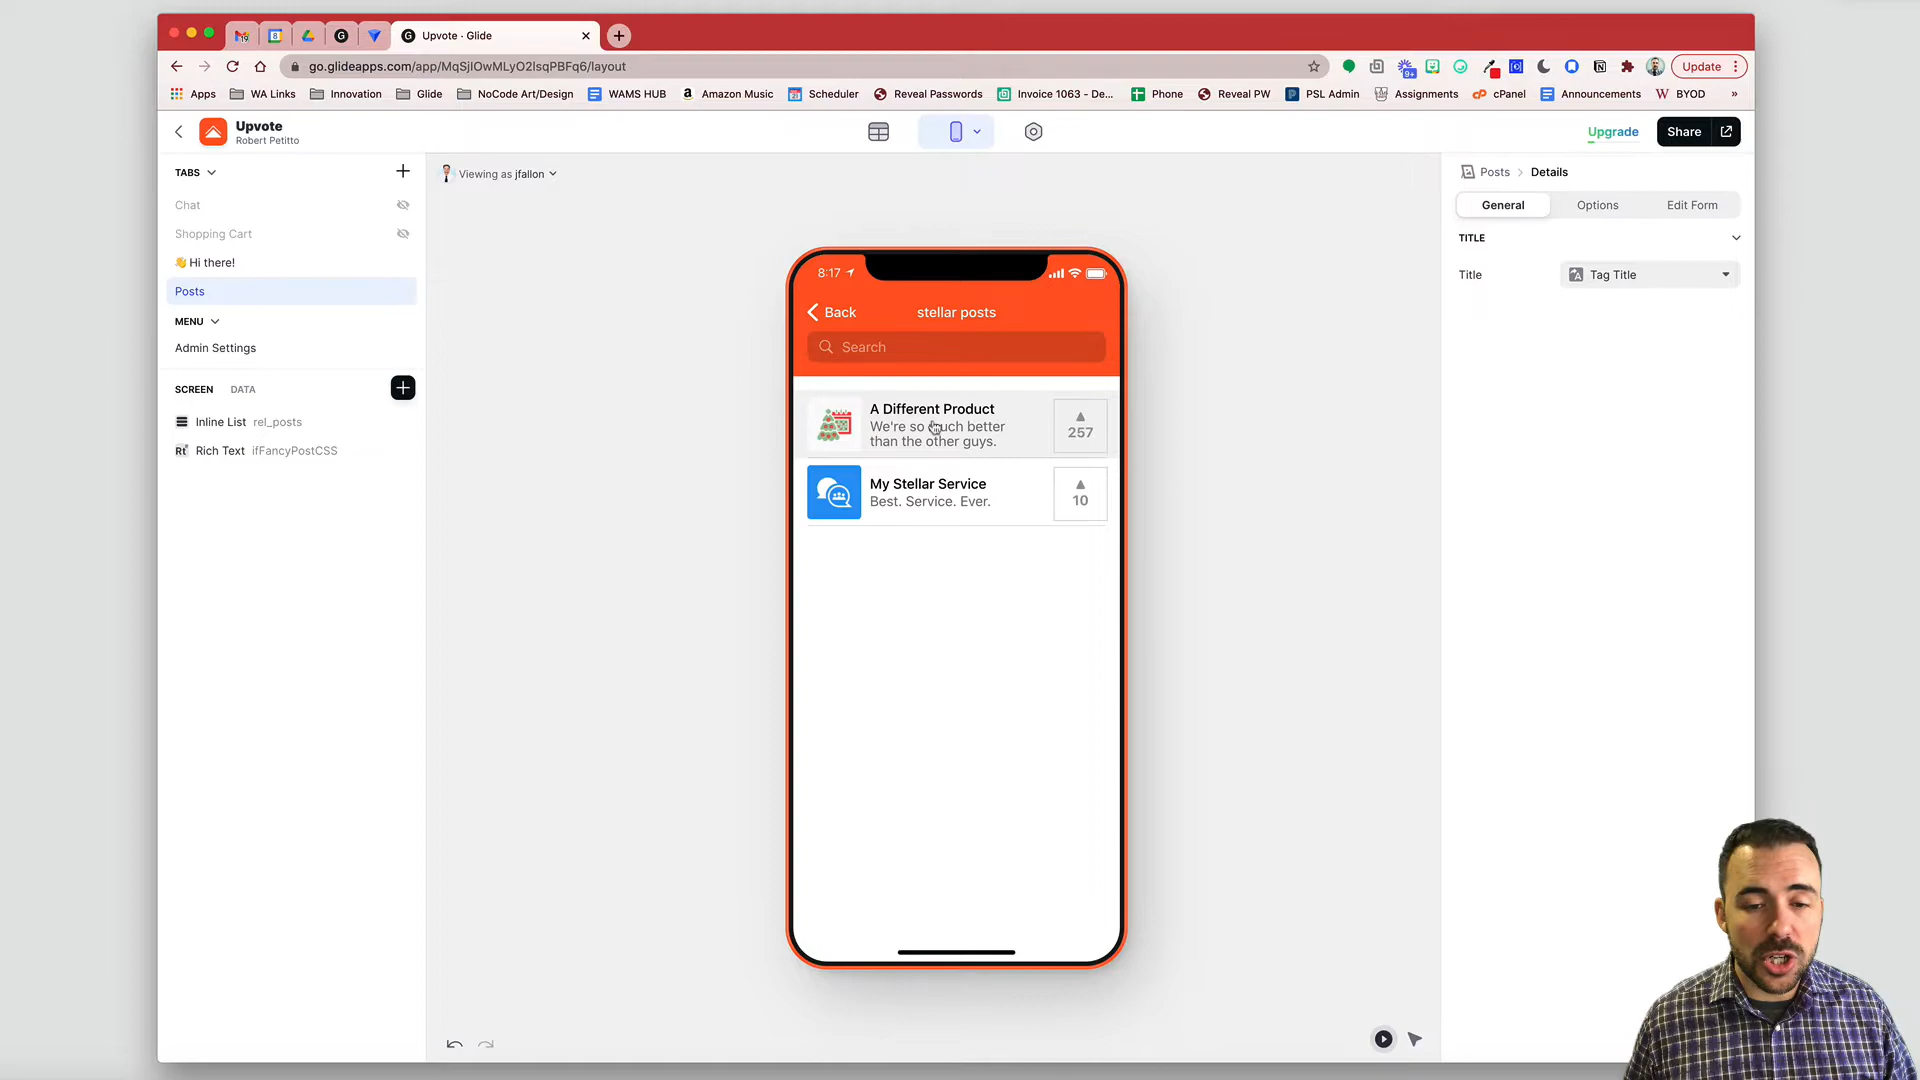 Upvote - Glide
go.glideapps.com/app/MqSjIOwMLyO2IsqPBFq6/layout
9+
Update
Apps WA Links Innovation Glide NoCode Art/Design WAMS HUB Amazon Music Scheduler Reveal Passwords Invoice 1063 - De... Phone Reveal PW PSL Admin Assignments cPanel Announcements BYOD »
Upvote
Robert Petitto
Upgrade
Share
TABS
Chat
Shopping Cart
👋 Hi there!
Posts
MENU
Admin Settings
SCREEN DATA
Inline List rel_posts
Rt Rich Text ifFancyPostCSS
Viewing as jfallon
8:17
Back
stellar posts
Search
A Different Product
We're so much better
than the other guys.
257
My Stellar Service
Best. Service. Ever.
10
Posts > Details
General Options Edit Form
TITLE
Title Tag Title